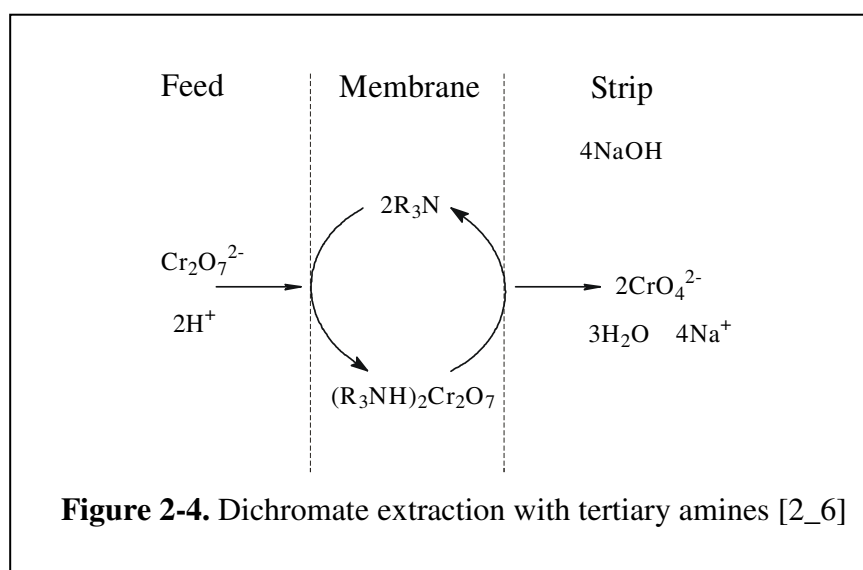 Feed Membrane Strip
4NaOH
2R₃N
Cr₂O₇²⁻
2CrO₄²⁻
2H⁺
3H₂O 4Na⁺
(R₃NH)₂Cr₂O₇
Figure 2-4. Dichromate extraction with tertiary amines [2_6]